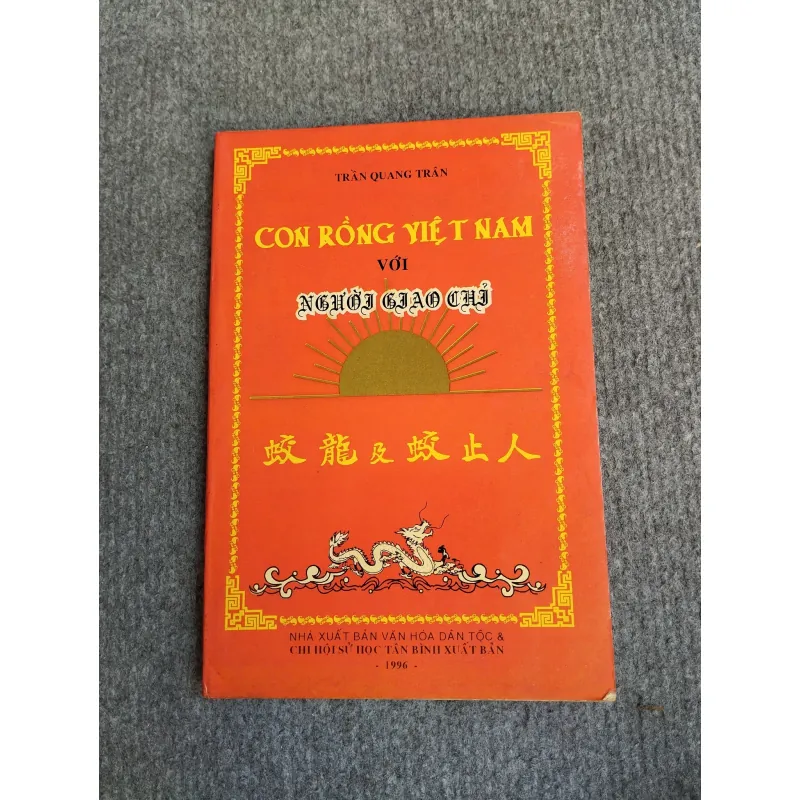 TRẦN QUANG TRÂN
CON RỒNG VIỆT NAM
VỚI
NGƯỜI GIAO CHỈ
蛟龍及蛟止人
NHÀ XUẤT BẢN VĂN HÓA DÂN TỘC &
CHI HỘI SỬ HỌC TÂN BÌNH XUẤT BẢN
- 1996 -